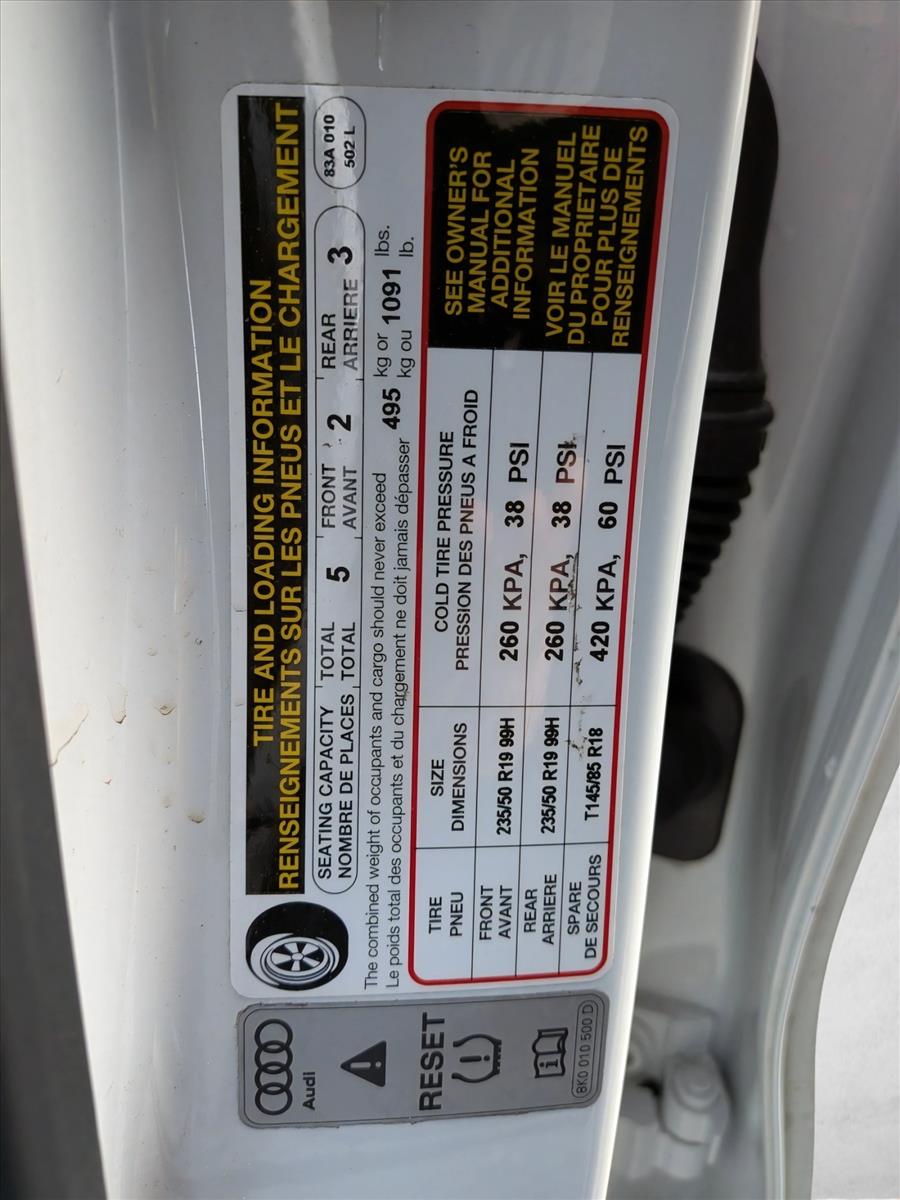 TIRE AND LOADING INFORMATION
RENSEIGNEMENTS SUR LES PNEUS ET LE CHARGEMENT
SEATING CAPACITY TOTAL 5 FRONT 2 REAR 3
NOMBRE DE PLACES TOTAL AVANT ARRIERE
83A 010
502 L
The combined weight of occupants and cargo should never exceed 495 kg or 1091 lbs.
Le poids total des occupants et du chargement ne doit jamais dépasser kg ou lb.
TIRE SIZE COLD TIRE PRESSURE
PNEU DIMENSIONS PRESSION DES PNEUS A FROID
FRONT
AVANT 235/50 R19 99H 260 KPA, 38 PSI
REAR
ARRIERE 235/50 R19 99H 260 KPA, 38 PSI
SPARE
DE SECOURS T145/85 R18 420 KPA, 60 PSI
SEE OWNER'S
MANUAL FOR
ADDITIONAL
INFORMATION
VOIR LE MANUEL
DU PROPRIETAIRE
POUR PLUS DE
RENSEIGNEMENTS
Audi
RESET
8K0 010 500 D